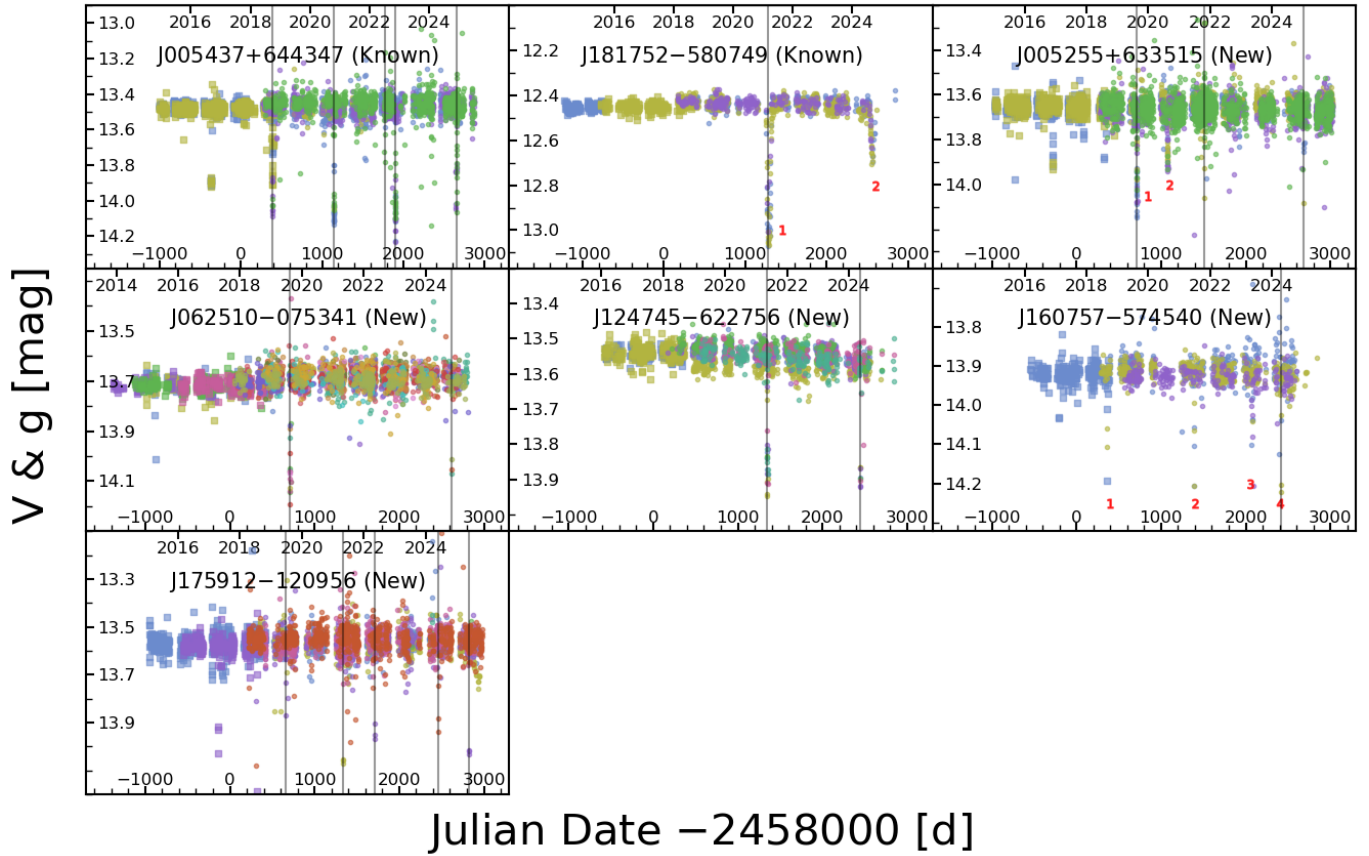 2016 2018 2020 2022 2024
J005437+644347 (Known)
13.0
13.2
13.4
13.6
13.8
14.0
14.2
−1000 0 1000 2000 3000
2016 2018 2020 2022 2024
J181752−580749 (Known)
12.2
12.4
12.6
12.8
13.0
1
2
−1000 0 1000 2000 3000
2016 2018 2020 2022 2024
J005255+633515 (New)
13.4
13.6
13.8
14.0
1
2
−1000 0 1000 2000 3000
2014 2016 2018 2020 2022 2024
J062510−075341 (New)
13.5
13.7
13.9
14.1
−1000 0 1000 2000 3000
2016 2018 2020 2022 2024
J124745−622756 (New)
13.4
13.5
13.6
13.7
13.8
13.9
−1000 0 1000 2000 3000
2016 2018 2020 2022 2024
J160757−574540 (New)
13.8
13.9
14.0
14.1
14.2
1
2
3
4
−1000 0 1000 2000 3000
2016 2018 2020 2022 2024
J175912−120956 (New)
13.3
13.5
13.7
13.9
−1000 0 1000 2000 3000
V & g [mag]
Julian Date −2458000 [d]